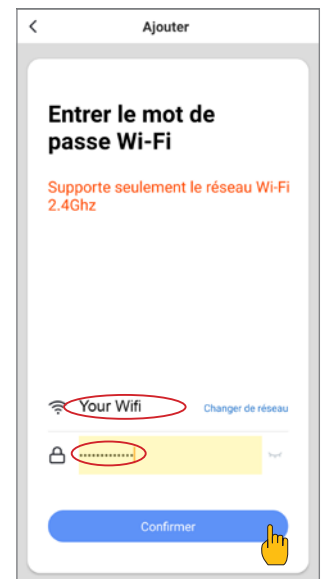 Ajouter
Entrer le mot de
passe Wi-Fi
Supporte seulement le réseau Wi-Fi
2.4Ghz
Your Wifi
Changer de réseau
•••••••••••••
Confirmer